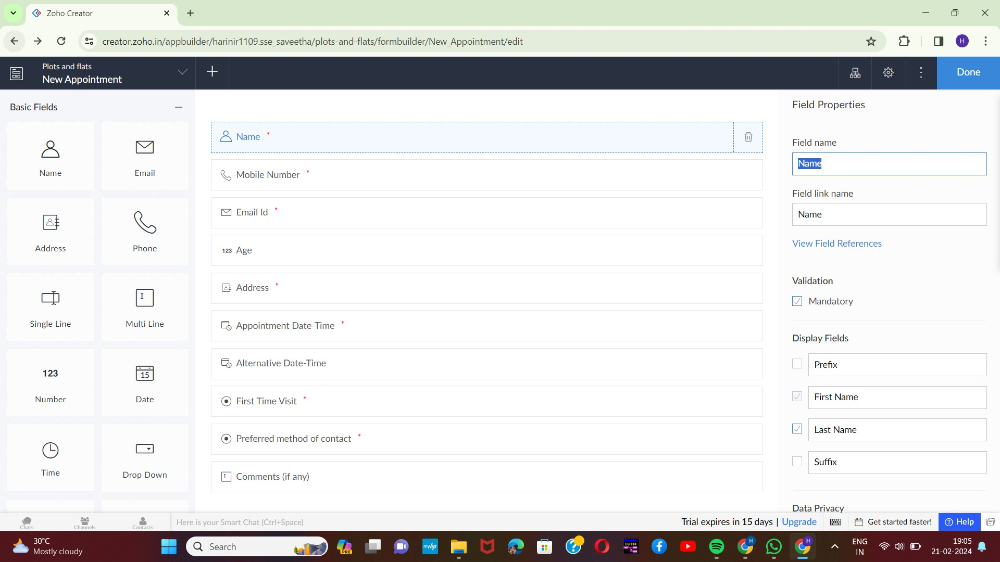 Zoho Creator
creator.zoho.in/appbuilder/harinir1109.sse_saveetha/plots-and-flats/formbuilder/New_Appointment/edit
H
Plots and flats
New Appointment
Done
Basic Fields
Name
Email
Address
Phone
Single Line
Multi Line
123
Number
15
Date
Time
Drop Down
Name *
Mobile Number *
Email Id *
123 Age
Address *
Appointment Date-Time *
Alternative Date-Time
First Time Visit *
Preferred method of contact *
Comments (if any)
Field Properties
Field name
Name
Field link name
Name
View Field References
Validation
Mandatory
Display Fields
Prefix
First Name
Last Name
Suffix
Data Privacy
Chats
Channels
Contacts
Here is your Smart Chat (Ctrl+Space)
Trial expires in 15 days | Upgrade
Get started faster!
Help
30°C
Mostly cloudy
Search
PRE
myhp
DATA
H
H
ENG
IN
19:05
21-02-2024